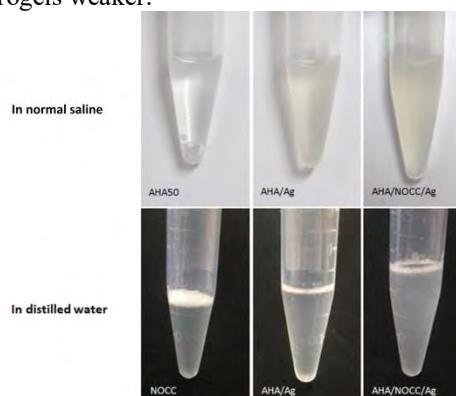 rogels weaker.
In normal saline
AHA50
AHA/Ag
AHA/NOCC/Ag
In distilled water
NOCC
AHA/Ag
AHA/NOCC/Ag